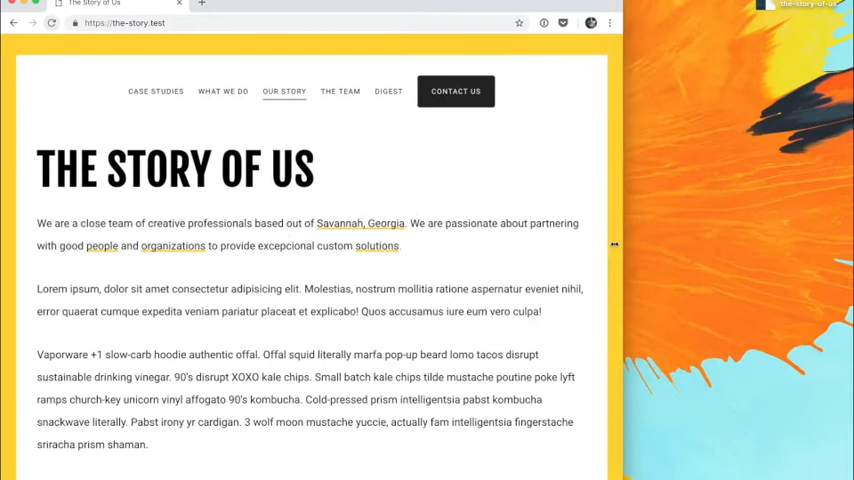 The Story of Us
the-story-of-us
https://the-story.test
CASE STUDIES WHAT WE DO OUR STORY THE TEAM DIGEST CONTACT US
THE STORY OF US
We are a close team of creative professionals based out of Savannah, Georgia. We are passionate about partnering
with good people and organizations to provide excepcional custom solutions.
Lorem ipsum, dolor sit amet consectetur adipisicing elit. Molestias, nostrum mollitia ratione aspernatur eveniet nihil,
error quaerat cumque expedita veniam pariatur placeat et explicabo! Quos accusamus iure eum vero culpa!
Vaporware +1 slow-carb hoodie authentic offal. Offal squid literally marfa pop-up beard lomo tacos disrupt
sustainable drinking vinegar. 90's disrupt XOXO kale chips. Small batch kale chips tilde mustache poutine poke lyft
ramps church-key unicorn vinyl affogato 90's kombucha. Cold-pressed prism intelligentsia pabst kombucha
snackwave literally. Pabst irony yr cardigan. 3 wolf moon mustache yuccie, actually fam intelligentsia fingerstache
sriracha prism shaman.